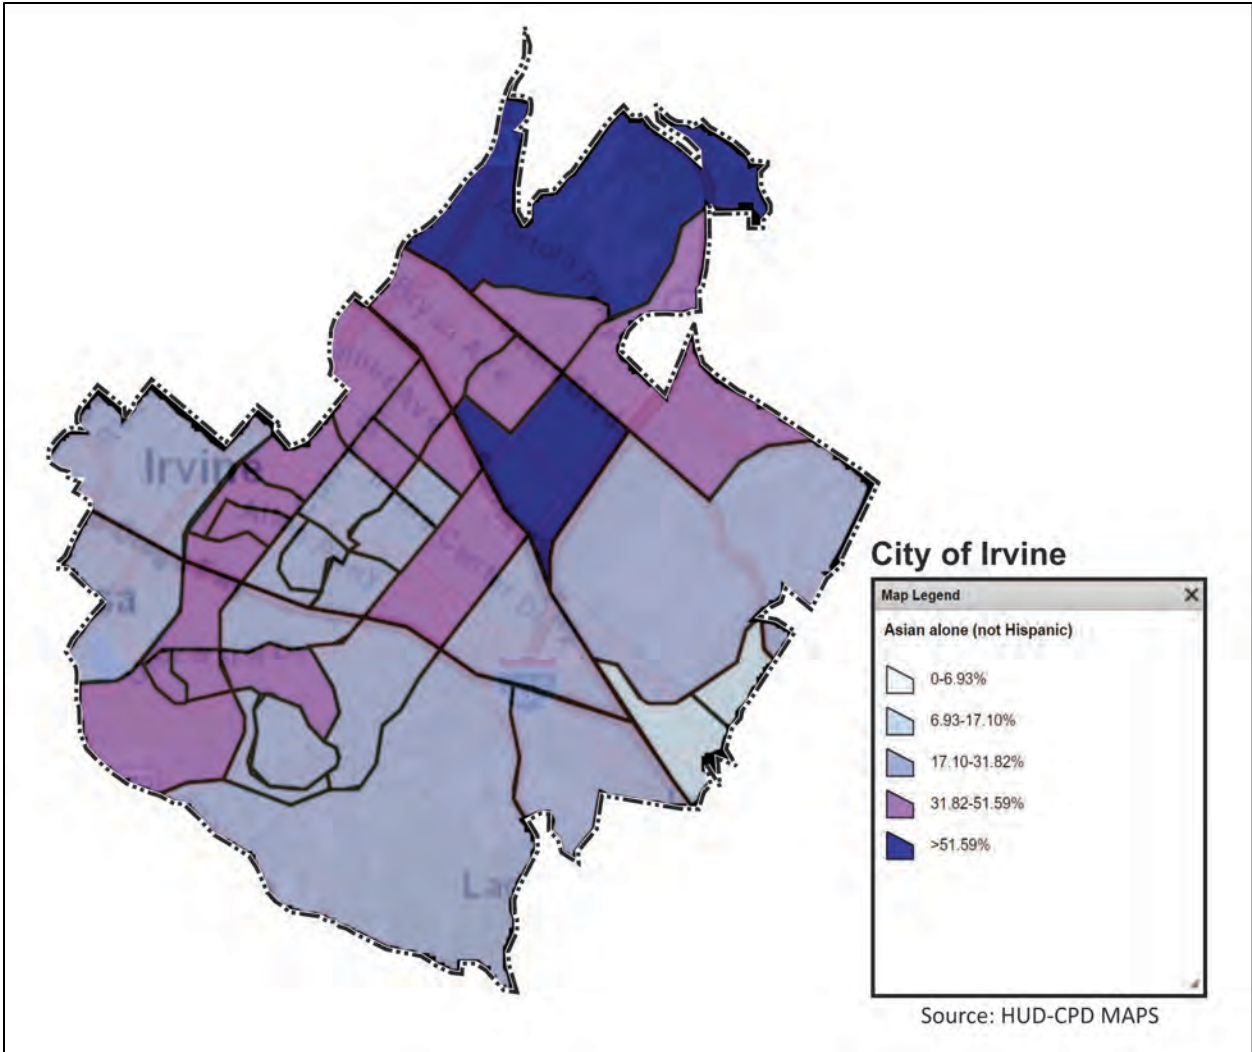 Irvine
City of Irvine
Map Legend
Asian alone (not Hispanic)
0-6.93%
6.93-17.10%
17.10-31.82%
31.82-51.59%
>51.59%
Source: HUD-CPD MAPS